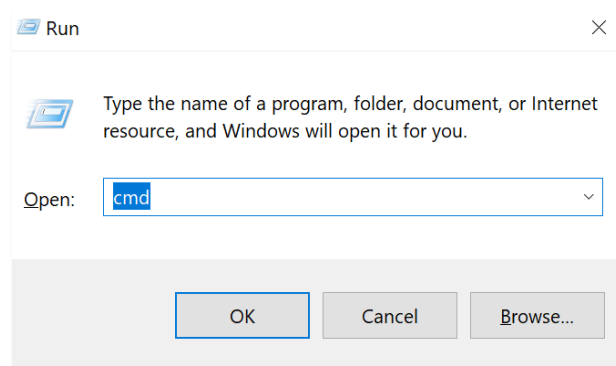 Run
Type the name of a program, folder, document, or Internet
resource, and Windows will open it for you.
Open: cmd
OK Cancel Browse...